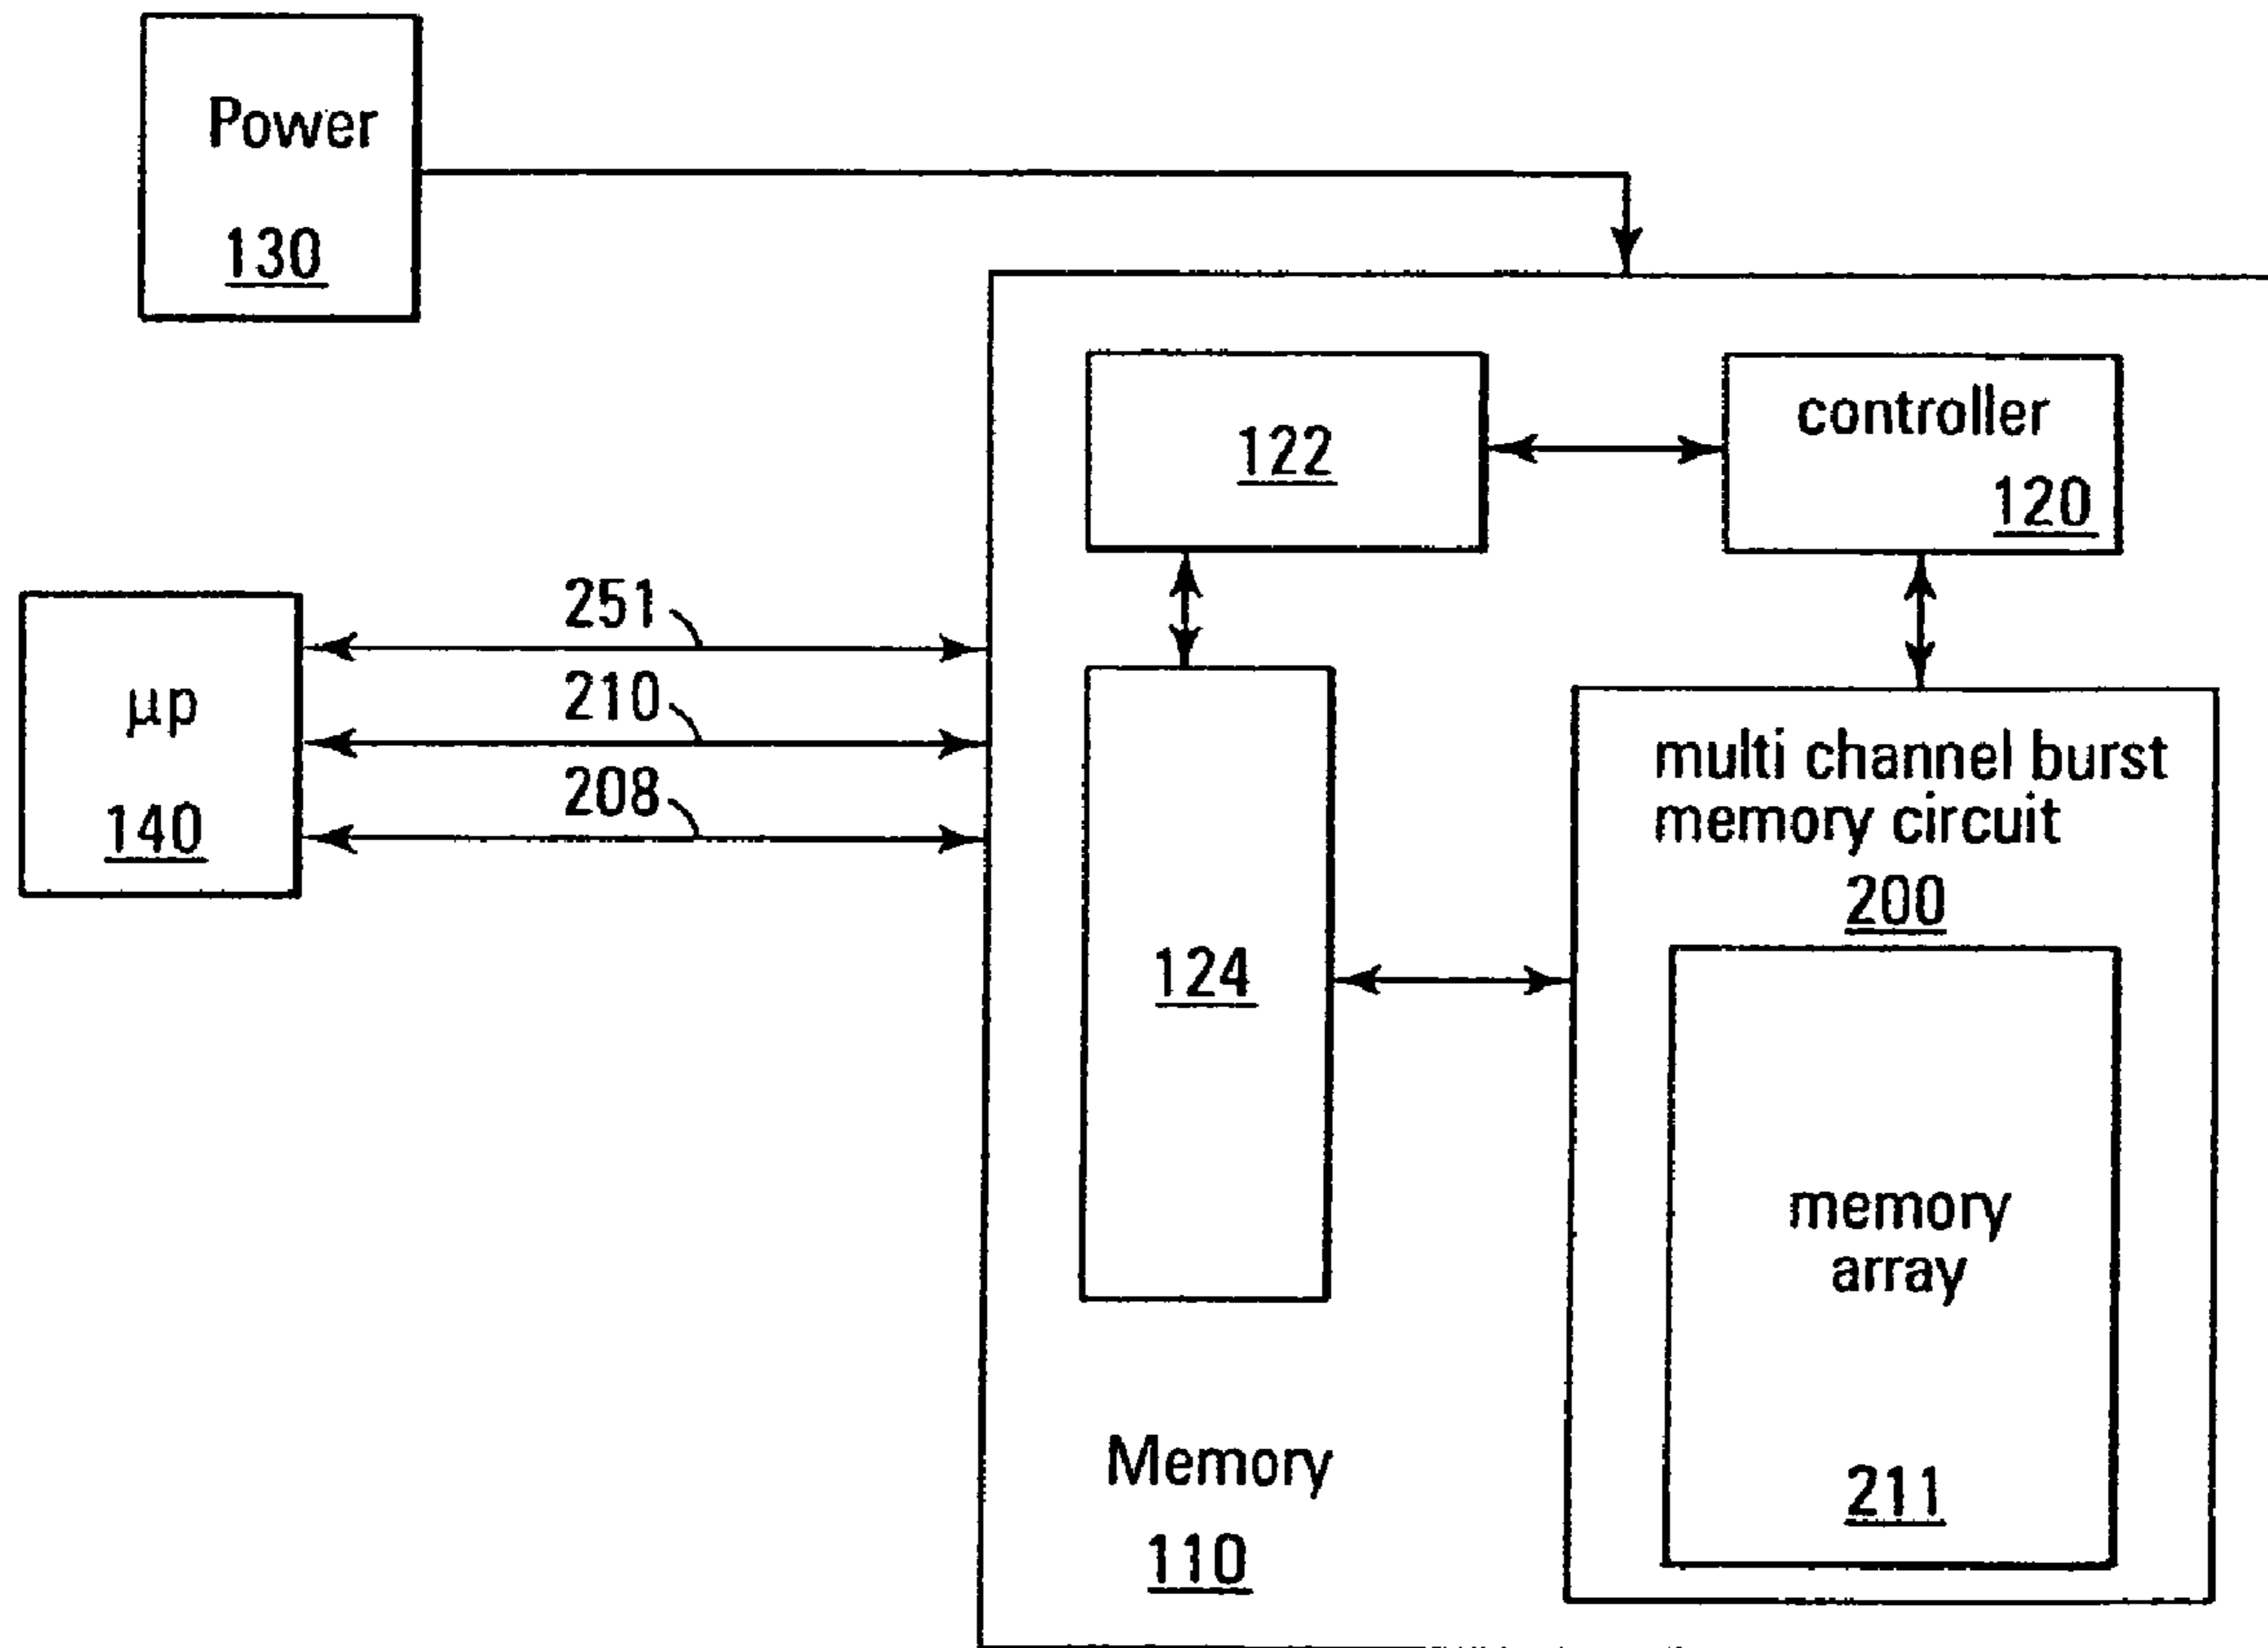 Power
130
122
controller
120
251
210
208
μp
140
multi channel burst
memory circuit
200
124
memory
array
211
Memory
110